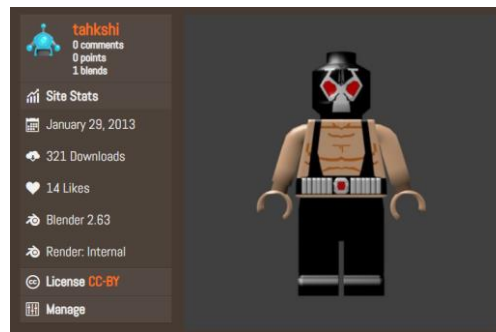 tahkshi
0 comments
0 points
1 blends
Site Stats
January 29, 2013
321 Downloads
14 Likes
Blender 2.63
Render: Internal
License CC-BY
Manage